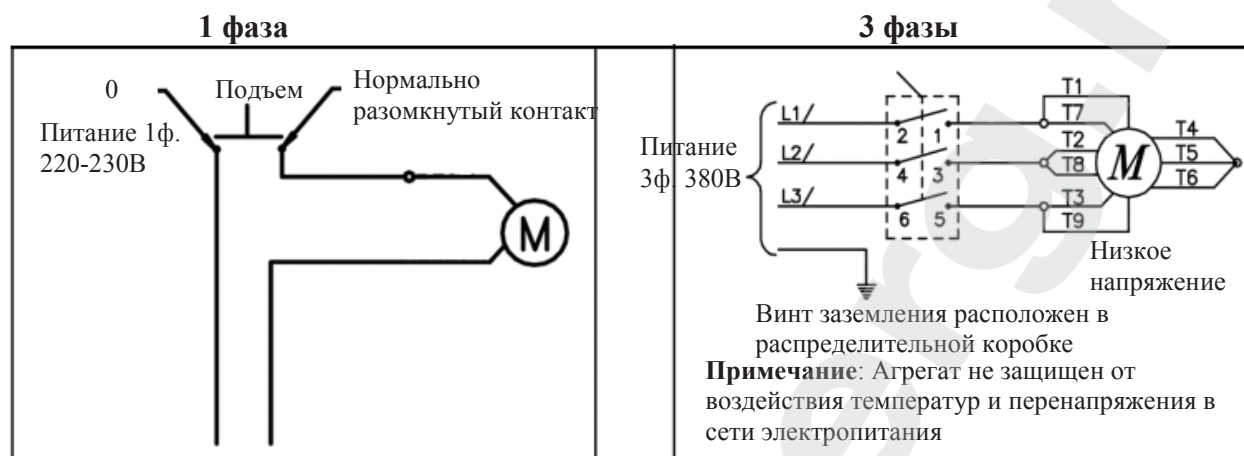 1 фаза
3 фазы
0
Подъем
Нормально
разомкнутый контакт
Питание 1ф.
220-230В
M
Питание
3ф. 380В
L1/
L2/
L3/
2 1
4 3
6 5
T1
T7
T2
T8
T3
T9
M
T4
T5
T6
Низкое
напряжение
Винт заземления расположен в
распределительной коробке
Примечание: Агрегат не защищен от
воздействия температур и перенапряжения в
сети электропитания